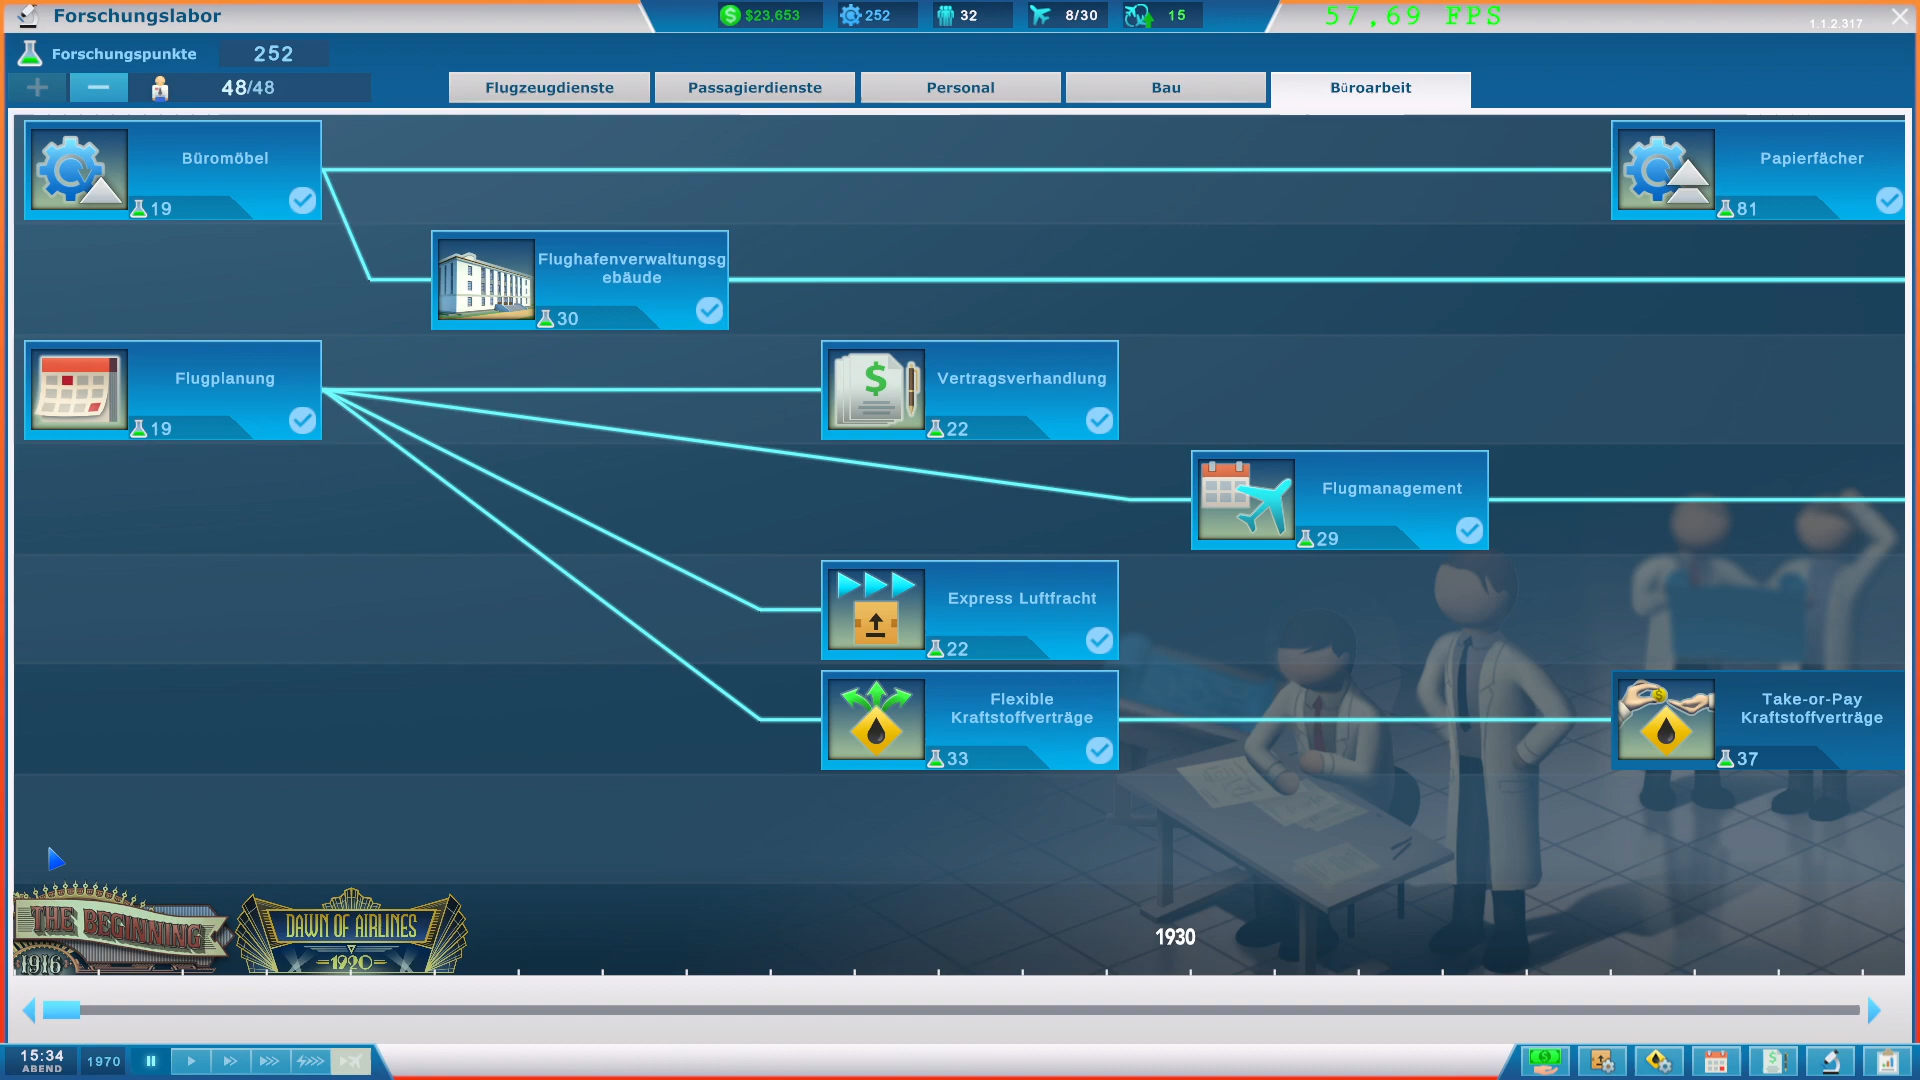 Forschungslabor
$23,653
252
32
8/30
15
57,69 FPS
1.1.2.317
Forschungspunkte
252
48/48
Flugzeugdienste
Passagierdienste
Personal
Bau
Büroarbeit
Büromöbel
19
Papierfächer
81
Flughafenverwaltungsg
ebäude
30
Flugplanung
19
Vertragsverhandlung
22
Flugmanagement
29
Express Luftfracht
22
Flexible
Kraftstoffverträge
33
Take-or-Pay
Kraftstoffverträge
37
THE BEGINNING
1916
DAWN OF AIRLINES
1920
1930
15:34
ABEND
1970